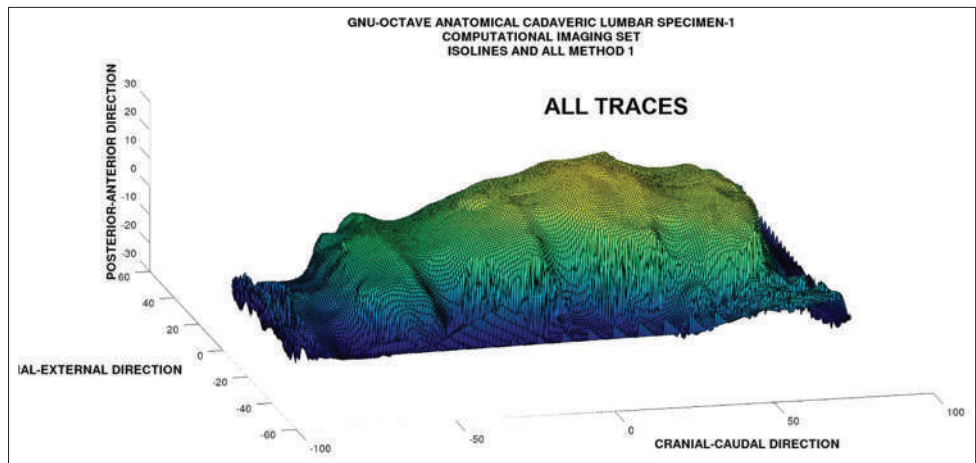 GNU-OCTAVE ANATOMICAL CADAVERIC LUMBAR SPECIMEN-1
COMPUTATIONAL IMAGING SET
ISOLINES AND ALL METHOD 1
ALL TRACES
POSTERIOR-ANTERIOR DIRECTION
30
20
10
0
-10
-20
-30
60
40
20
0
-20
-40
-60
IAL-EXTERNAL DIRECTION
-100
-50
0
50
100
CRANIAL-CAUDAL DIRECTION